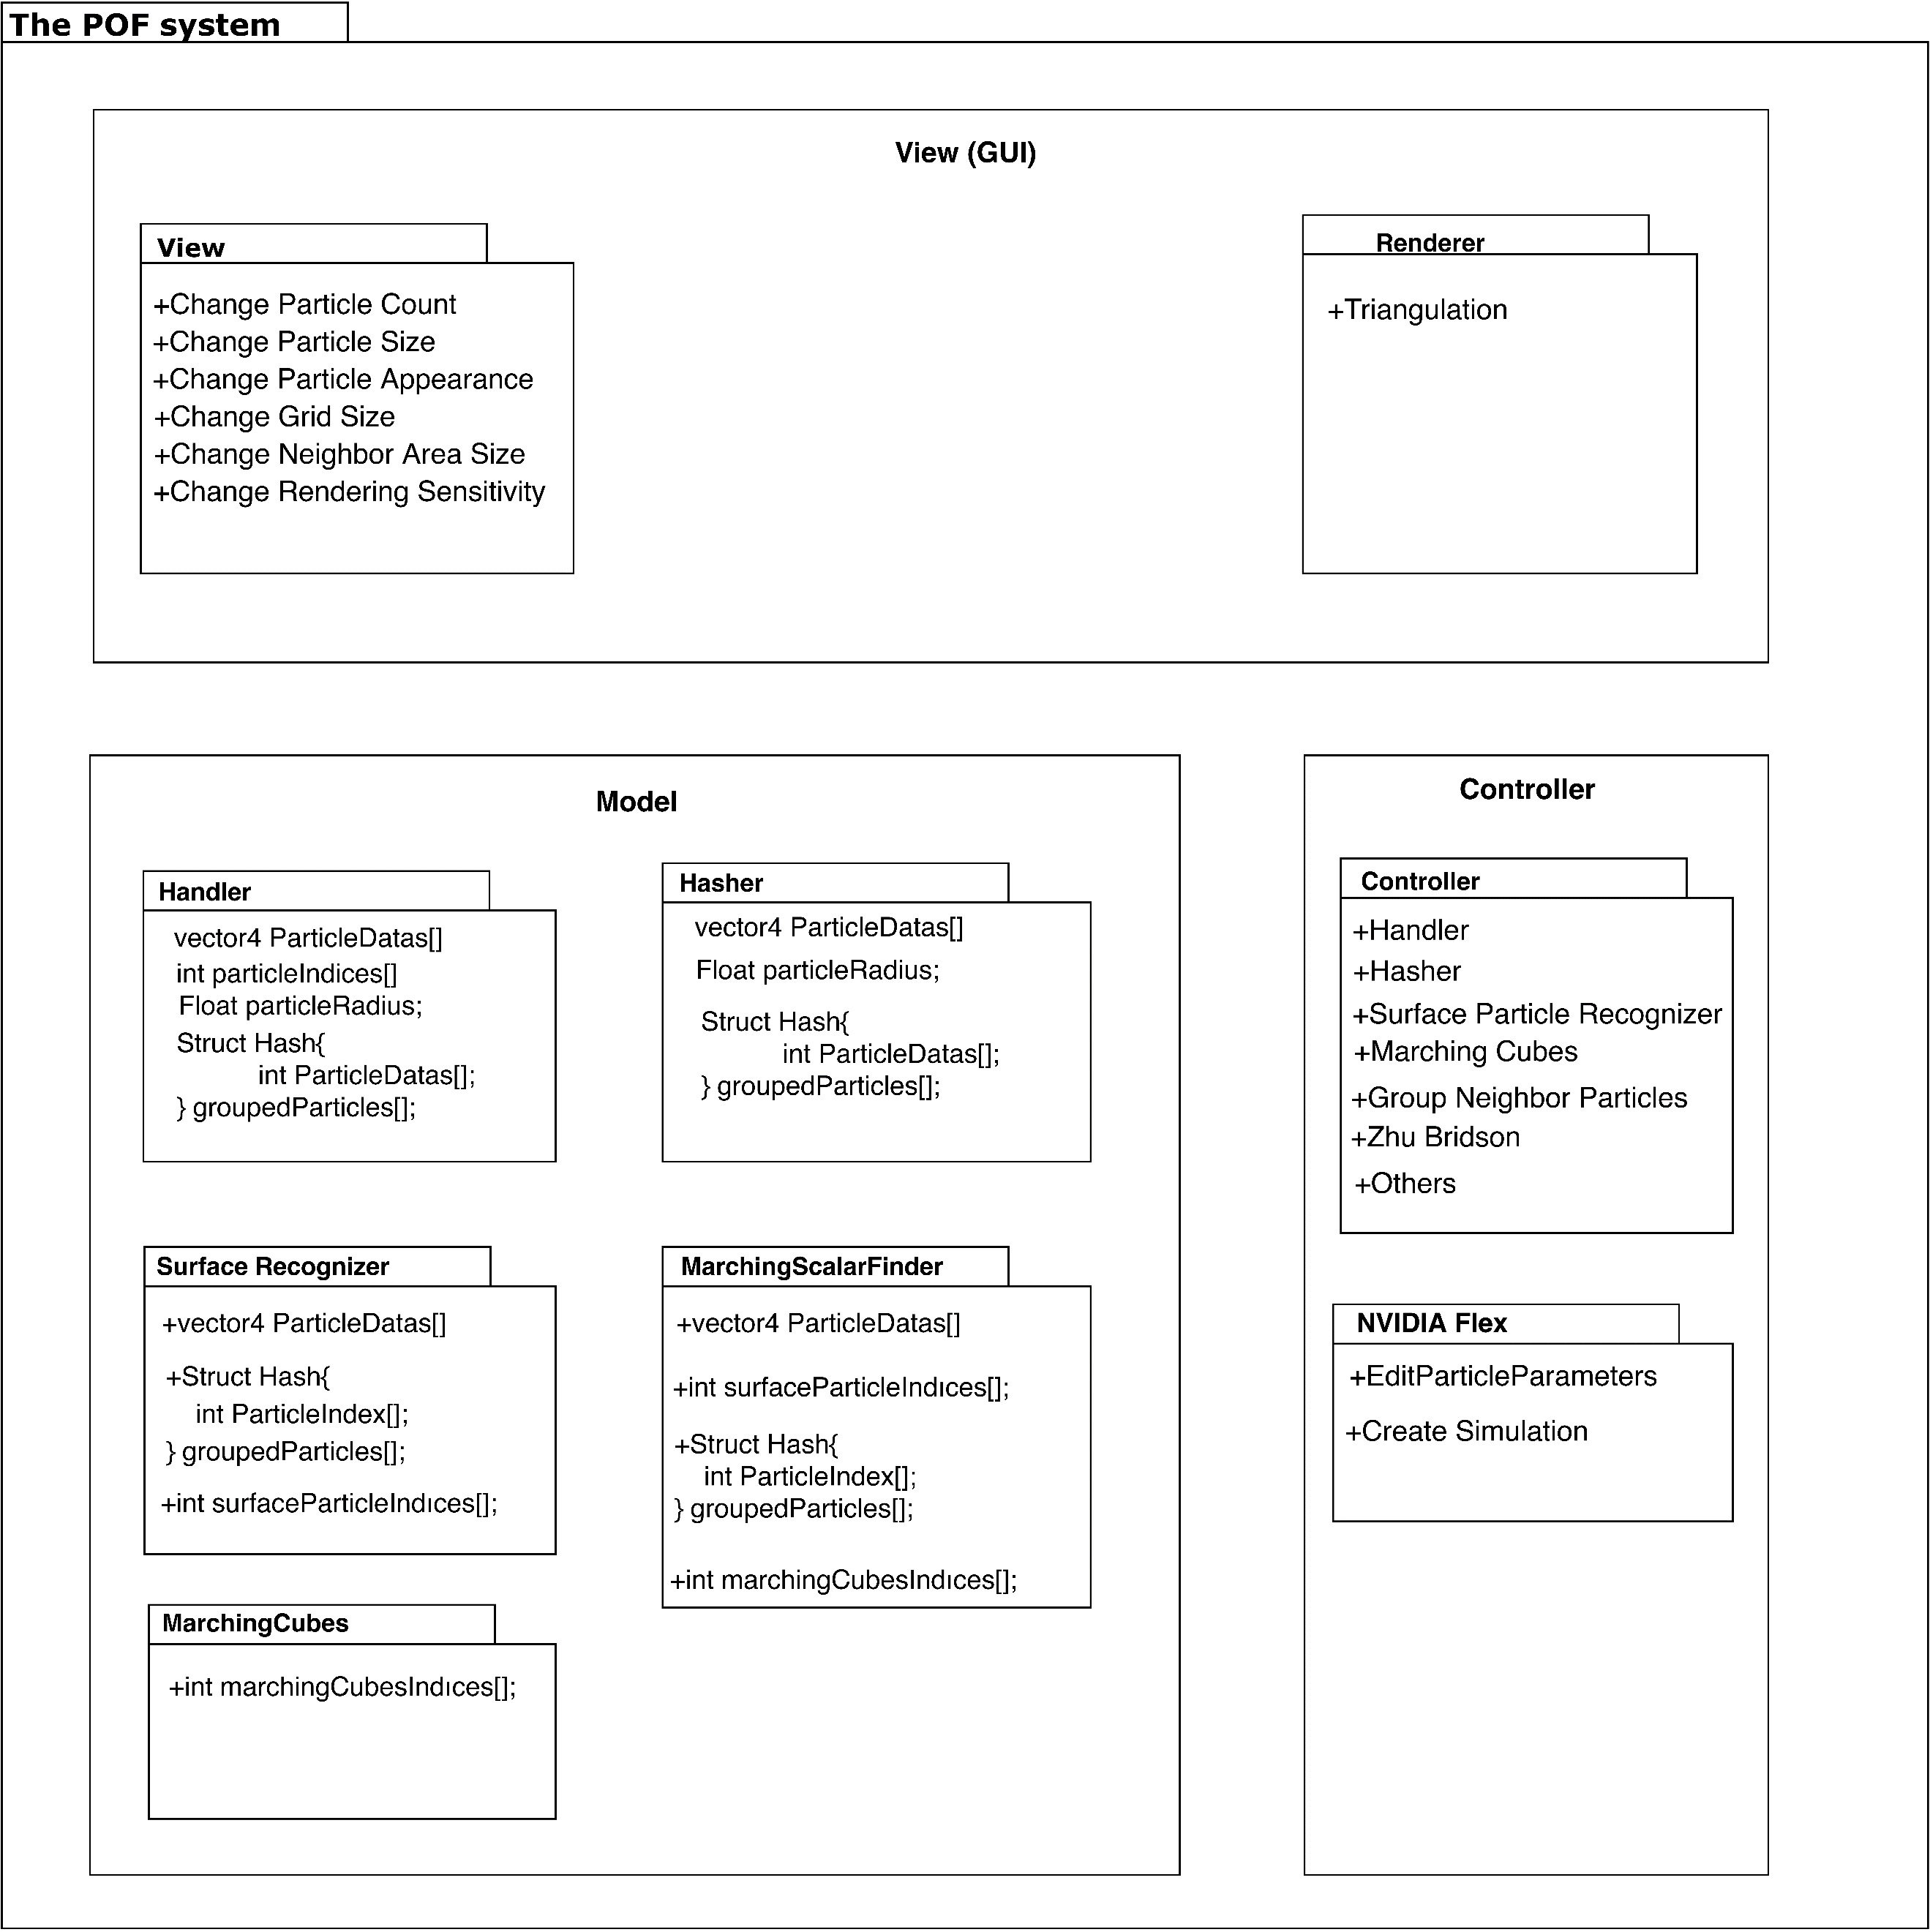 The POF system
View (GUI)
View
+Change Particle Count
+Change Particle Size
+Change Particle Appearance
+Change Grid Size
+Change Neighbor Area Size
+Change Rendering Sensitivity
Renderer
+Triangulation
Model
Handler
vector4 ParticleDatas[]
int particleIndices[]
Float particleRadius;
Struct Hash{
int ParticleDatas[];
} groupedParticles[];
Hasher
vector4 ParticleDatas[]
Float particleRadius;
Struct Hash{
int ParticleDatas[];
} groupedParticles[];
Surface Recognizer
+vector4 ParticleDatas[]
+Struct Hash{
int ParticleIndex[];
} groupedParticles[];
+int surfaceParticleIndıces[];
MarchingScalarFinder
+vector4 ParticleDatas[]
+int surfaceParticleIndıces[];
+Struct Hash{
int ParticleIndex[];
} groupedParticles[];
+int marchingCubesIndıces[];
MarchingCubes
+int marchingCubesIndıces[];
Controller
Controller
+Handler
+Hasher
+Surface Particle Recognizer
+Marching Cubes
+Group Neighbor Particles
+Zhu Bridson
+Others
NVIDIA Flex
+EditParticleParameters
+Create Simulation